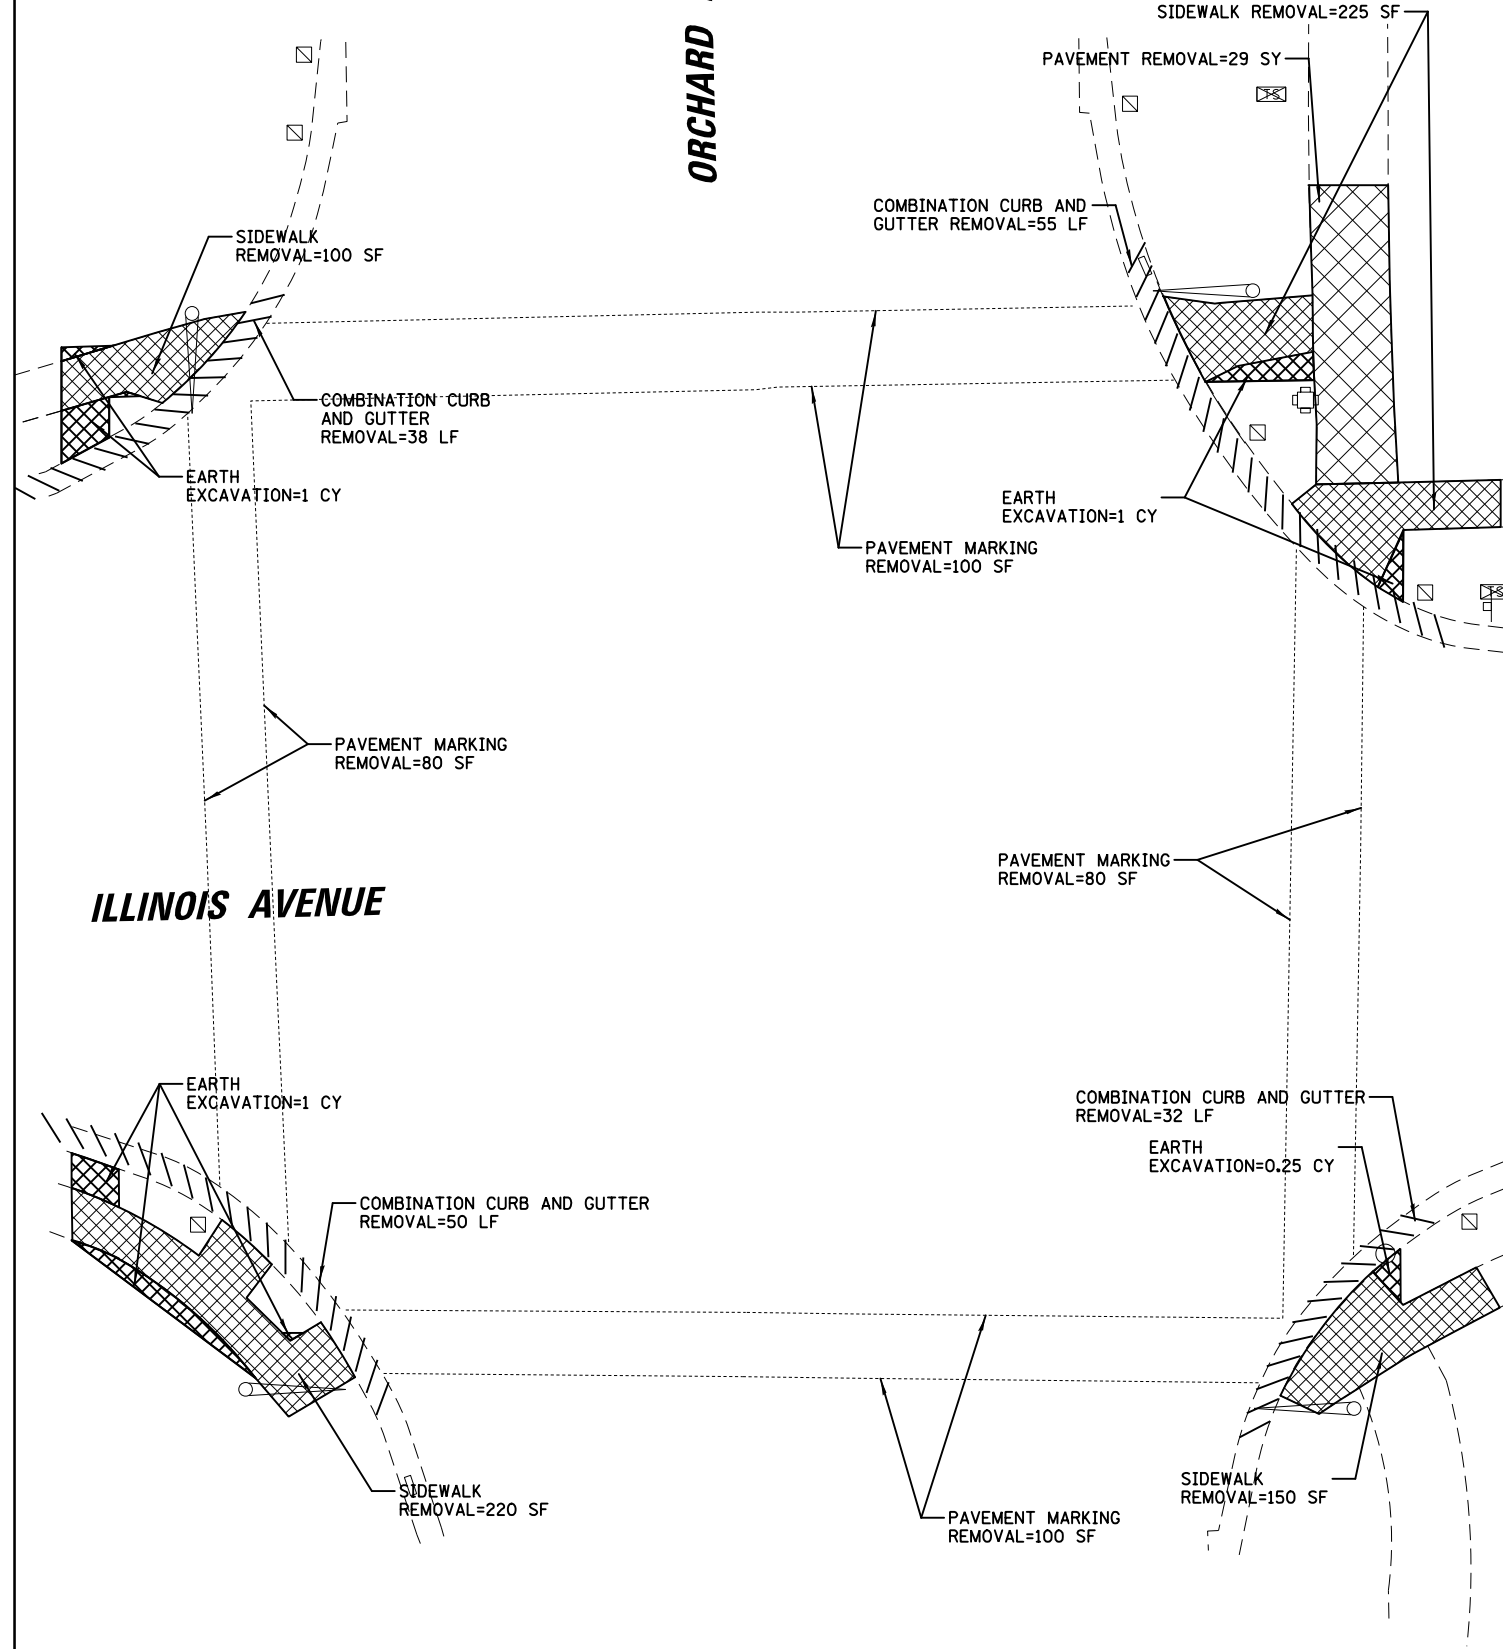 SIDEWALK REMOVAL=225 SF
PAVEMENT REMOVAL=29 SY
ORCHARD
TS
COMBINATION CURB AND
GUTTER REMOVAL=55 LF
SIDEWALK
REMOVAL=100 SF
COMBINATION CURB
AND GUTTER
REMOVAL=38 LF
EARTH
EXCAVATION=1 CY
EARTH
EXCAVATION=1 CY
PAVEMENT MARKING
REMOVAL=100 SF
TS
PAVEMENT MARKING
REMOVAL=80 SF
PAVEMENT MARKING
REMOVAL=80 SF
ILLINOIS AVENUE
EARTH
EXCAVATION=1 CY
COMBINATION CURB AND GUTTER
REMOVAL=32 LF
EARTH
EXCAVATION=0.25 CY
COMBINATION CURB AND GUTTER
REMOVAL=50 LF
SIDEWALK
REMOVAL=220 SF
SIDEWALK
REMOVAL=150 SF
PAVEMENT MARKING
REMOVAL=100 SF